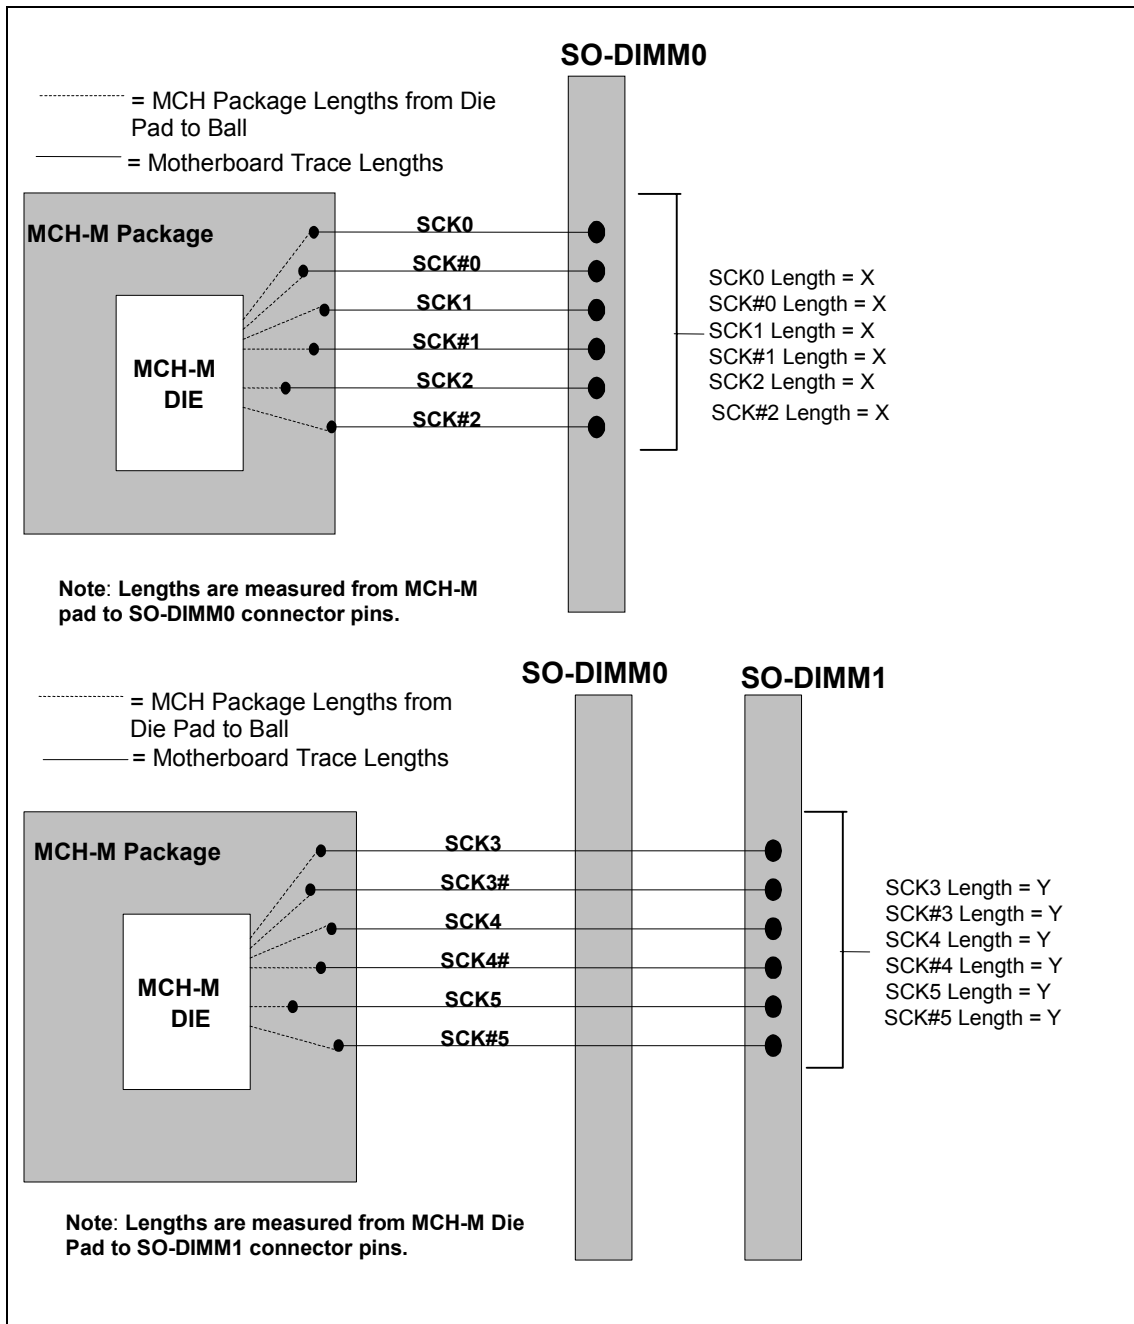 SO-DIMM0
= MCH Package Lengths from Die
Pad to Ball
= Motherboard Trace Lengths
MCH-M Package
MCH-M
DIE
SCK0
SCK#0
SCK1
SCK#1
SCK2
SCK#2
SCK0 Length = X
SCK#0 Length = X
SCK1 Length = X
SCK#1 Length = X
SCK2 Length = X
SCK#2 Length = X
Note: Lengths are measured from MCH-M
pad to SO-DIMM0 connector pins.
SO-DIMM0
SO-DIMM1
= MCH Package Lengths from
Die Pad to Ball
= Motherboard Trace Lengths
MCH-M Package
MCH-M
DIE
SCK3
SCK3#
SCK4
SCK4#
SCK5
SCK#5
SCK3 Length = Y
SCK#3 Length = Y
SCK4 Length = Y
SCK#4 Length = Y
SCK5 Length = Y
SCK#5 Length = Y
Note: Lengths are measured from MCH-M Die
Pad to SO-DIMM1 connector pins.